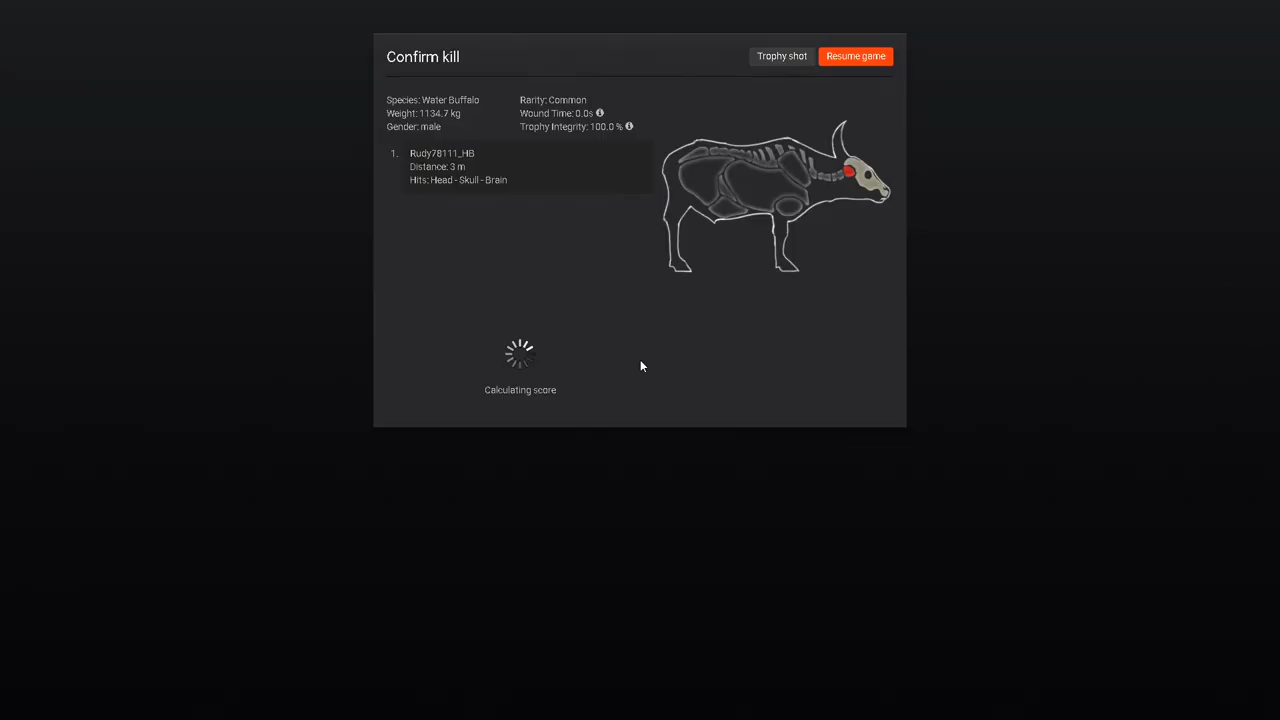 Confirm kill
Trophy shot
Resume game
Species: Water Buffalo
Weight: 1134.7 kg
Gender: male
Rarity: Common
Wound Time: 0.0s
Trophy Integrity: 100.0 %
1.
Rudy78111_HB
Distance: 3 m
Hits: Head - Skull - Brain
Calculating score